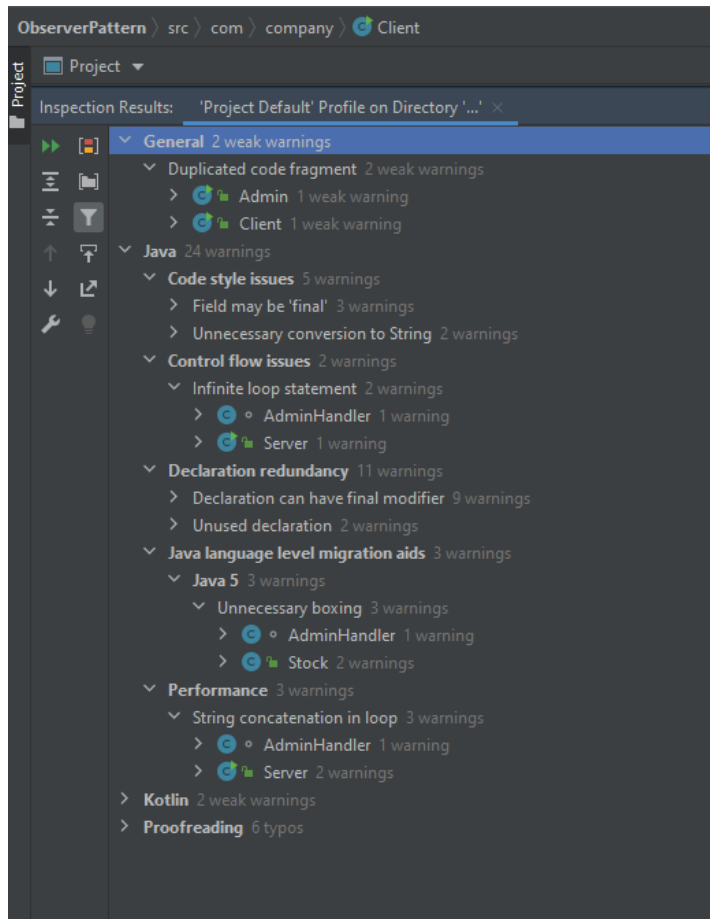 ObserverPattern 〉 src 〉 com 〉 company 〉 Client
Project
Project
Inspection Results: 'Project Default' Profile on Directory '...' ×
General 2 weak warnings
Duplicated code fragment 2 weak warnings
Admin 1 weak warning
Client 1 weak warning
Java 24 warnings
Code style issues 5 warnings
Field may be 'final' 3 warnings
Unnecessary conversion to String 2 warnings
Control flow issues 2 warnings
Infinite loop statement 2 warnings
AdminHandler 1 warning
Server 1 warning
Declaration redundancy 11 warnings
Declaration can have final modifier 9 warnings
Unused declaration 2 warnings
Java language level migration aids 3 warnings
Java 5 3 warnings
Unnecessary boxing 3 warnings
AdminHandler 1 warning
Stock 2 warnings
Performance 3 warnings
String concatenation in loop 3 warnings
AdminHandler 1 warning
Server 2 warnings
Kotlin 2 weak warnings
Proofreading 6 typos